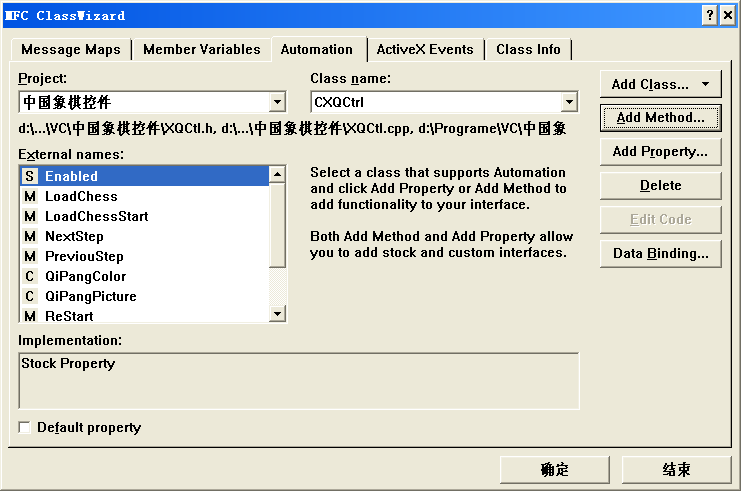 MFC ClassWizard
Message Maps Member Variables Automation ActiveX Events Class Info
Project: Class name:
中国象棋控件 CXQCtrl
d:\...\VC\中国象棋控件\XQCtl.h, d:\...\中国象棋控件\XQCtl.cpp, d:\Programe\VC\中国象
External names:
S Enabled
M LoadChess
M LoadChessStart
M NextStep
M PreviouStep
C QiPangColor
C QiPangPicture
M ReStart
Select a class that supports Automation
and click Add Property or Add Method to
add functionality to your interface.
Both Add Method and Add Property allow
you to add stock and custom interfaces.
Add Class...
Add Method...
Add Property...
Delete
Edit Code
Data Binding...
Implementation:
Stock Property
Default property
确定 结束